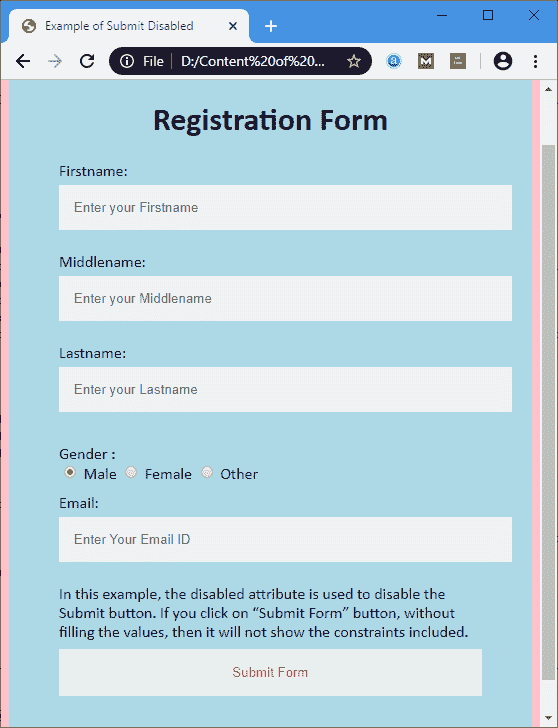 Example of Submit Disabled
File D:/Content%20of%20...
Registration Form
Firstname:
Enter your Firstname
Middlename:
Enter your Middlename
Lastname:
Enter your Lastname
Gender :
Male Female Other
Email:
Enter Your Email ID
In this example, the disabled attribute is used to disable the
Submit button. If you click on “Submit Form” button, without
filling the values, then it will not show the constraints included.
Submit Form